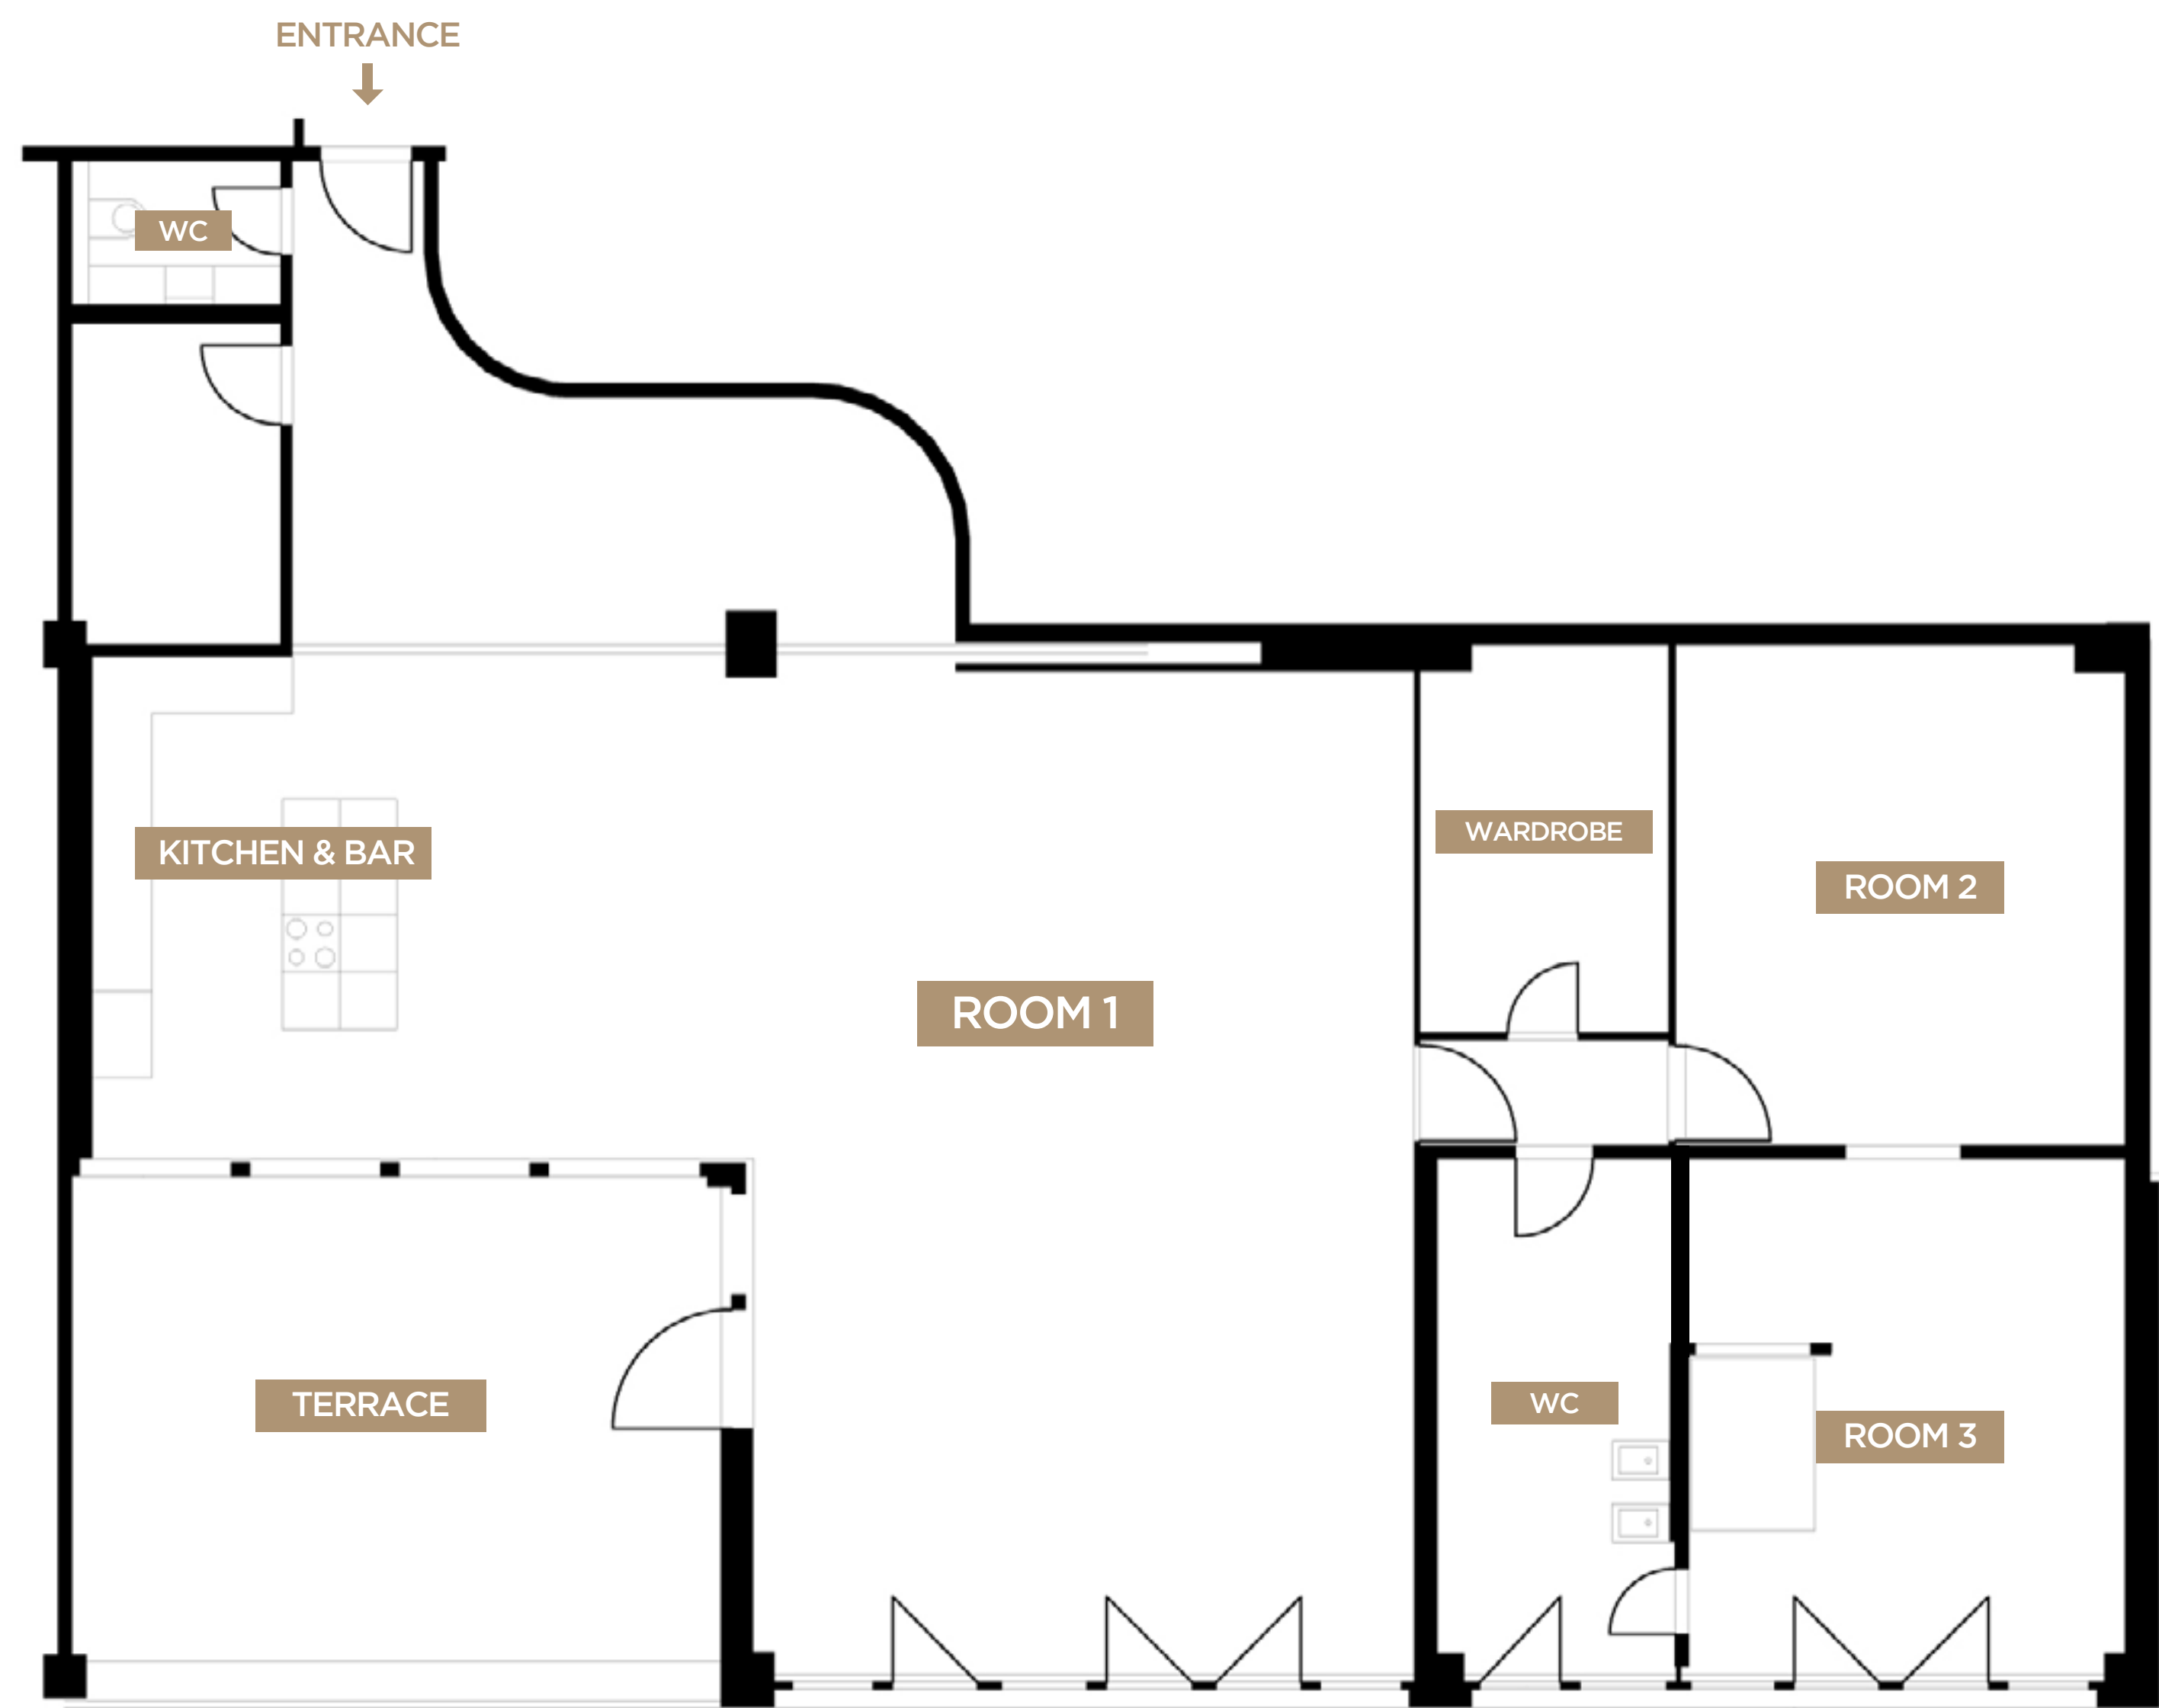 ENTRANCE
WC
KITCHEN & BAR
WARDROBE
ROOM 2
ROOM 1
TERRACE
WC
ROOM 3